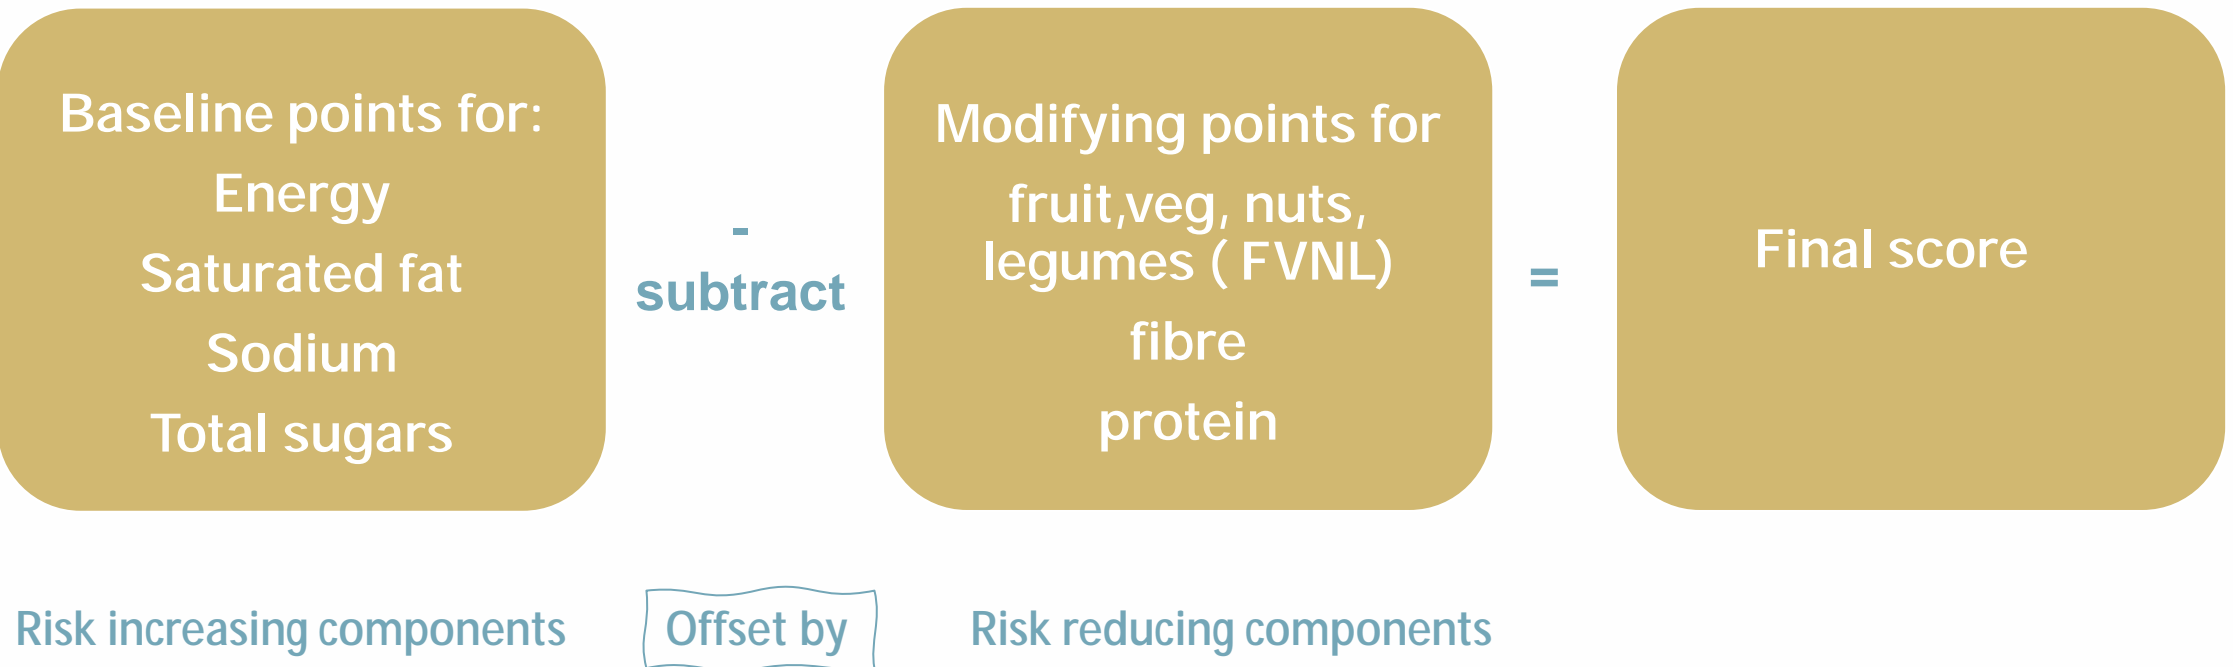 Baseline points for:
Energy
Saturated fat
Sodium
Total sugars
-
subtract
Modifying points for
fruit,veg, nuts,
legumes ( FVNL)
fibre
protein
=
Final score
Risk increasing components
Offset by
Risk reducing components